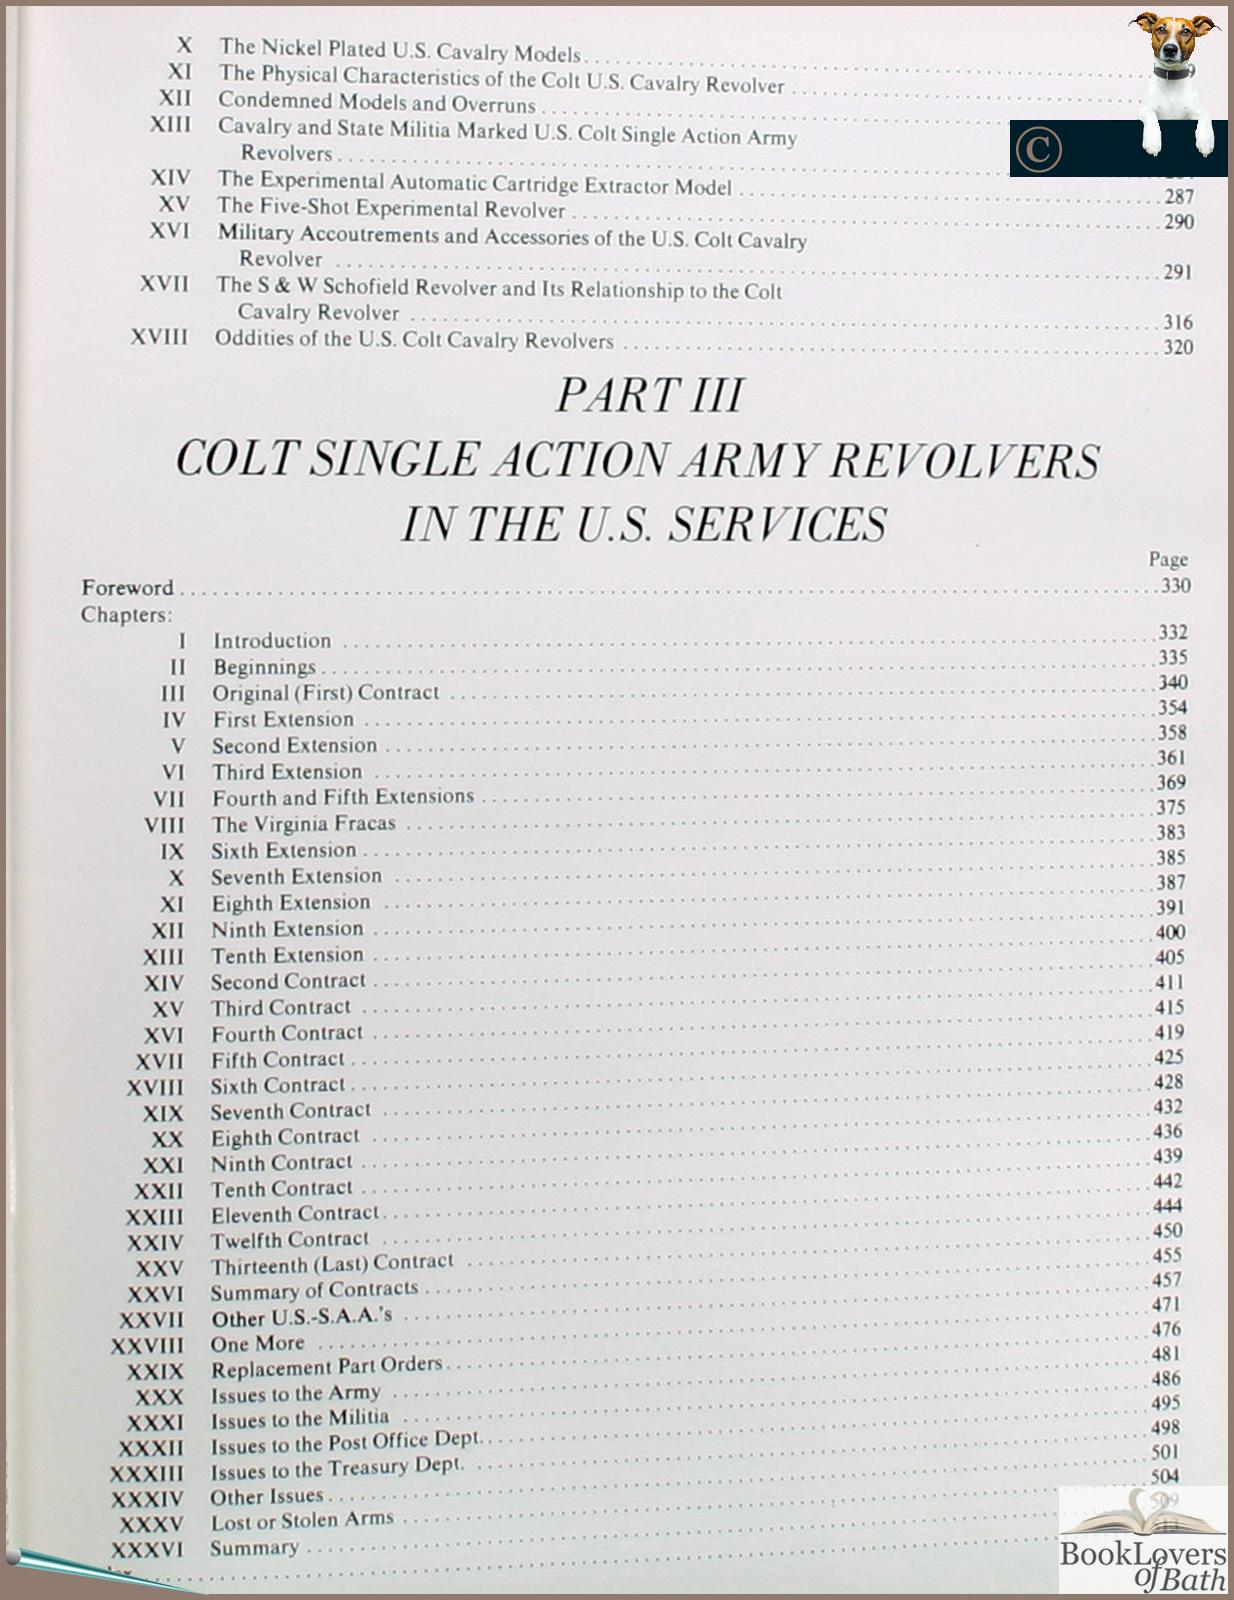 X The Nickel Plated U.S. Cavalry Models
XI The Physical Characteristics of the Colt U.S. Cavalry Revolver
XII Condemned Models and Overruns
XIII Cavalry and State Militia Marked U.S. Colt Single Action Army
Revolvers
©
XIV The Experimental Automatic Cartridge Extractor Model 287
XV The Five-Shot Experimental Revolver 290
XVI Military Accoutrements and Accessories of the U.S. Colt Cavalry
Revolver 291
XVII The S & W Schofield Revolver and Its Relationship to the Colt
Cavalry Revolver 316
XVIII Oddities of the U.S. Colt Cavalry Revolvers 320
PART III
COLT SINGLE ACTION ARMY REVOLVERS
IN THE U.S. SERVICES
Page
Foreword 330
Chapters:
I Introduction 332
II Beginnings 335
III Original (First) Contract 340
IV First Extension 354
V Second Extension 358
VI Third Extension 361
VII Fourth and Fifth Extensions 369
VIII The Virginia Fracas 375
IX Sixth Extension 383
X Seventh Extension 385
XI Eighth Extension 387
XII Ninth Extension 391
XIII Tenth Extension 400
XIV Second Contract 405
XV Third Contract 411
XVI Fourth Contract 415
XVII Fifth Contract 419
XVIII Sixth Contract 425
XIX Seventh Contract 428
XX Eighth Contract 432
XXI Ninth Contract 436
XXII Tenth Contract 439
XXIII Eleventh Contract 442
XXIV Twelfth Contract 444
XXV Thirteenth (Last) Contract 450
XXVI Summary of Contracts 455
XXVII Other U.S.-S.A.A.'s 457
XXVIII One More 471
XXIX Replacement Part Orders 476
XXX Issues to the Army 481
XXXI Issues to the Militia 486
XXXII Issues to the Post Office Dept. 495
XXXIII Issues to the Treasury Dept. 498
XXXIV Other Issues 501
XXXV Lost or Stolen Arms 504
XXXVI Summary 509
BookLovers
of Bath